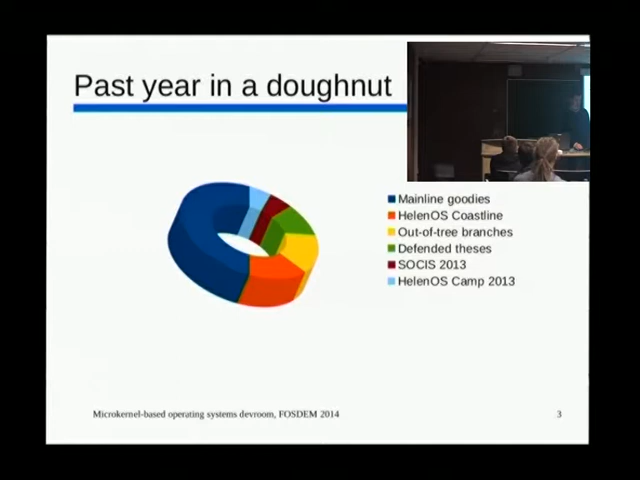 Past year in a doughnut
Mainline goodies
HelenOS Coastline
Out-of-tree branches
Defended theses
SOCIS 2013
HelenOS Camp 2013
Microkernel-based operating systems devroom, FOSDEM 2014
3